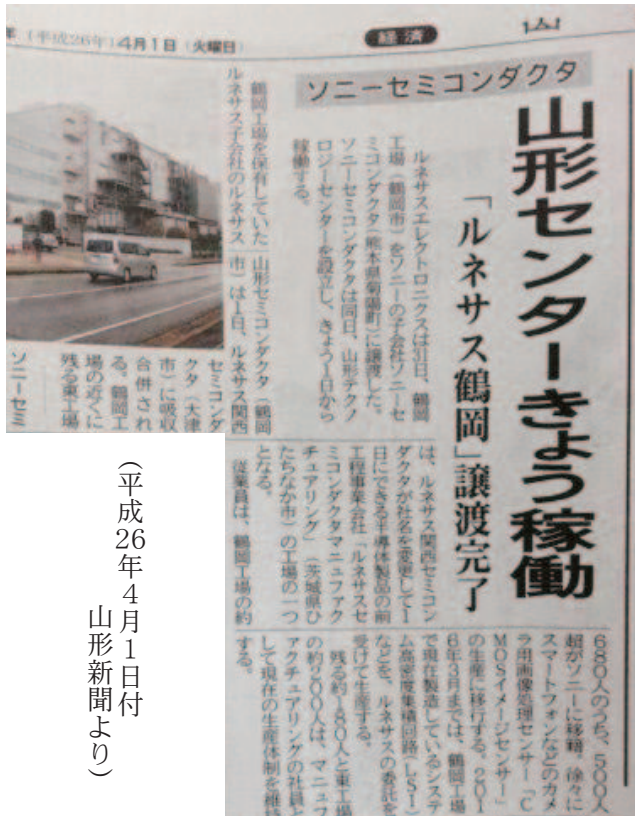 年（平成26年）4月1日（火曜日）
経済
山
ソニーセミコンダクタ
山形センターきょう稼働
「ルネサス鶴岡」譲渡完了
ルネサスエレクトロニクスは31日、鶴岡
工場（鶴岡市）をソニーの子会社ソニーセ
ミコンダクタ（熊本県菊陽町）に譲渡した。
ソニーセミコンダクタは同日、山形テクノ
ロジーセンターを設立し、きょう1日から
稼働する。
鶴岡工場を保有していた
ルネサス子会社のルネサス
山形セミコンダクタ（鶴岡
市）は1日、ルネサス関西
セミコンダ
クタ（大津
市）に吸収
合併され
る。鶴岡工
場の近くに
残る東工場
は、ルネサス関西セミコン
ダクタが社名を変更して1
日にできる半導体製品の前
工程事業会社「ルネサスセ
ミコンダクタマニュファク
チュアリング」（茨城県ひ
たちなか市）の工場の一つ
となる。
従業員は、鶴岡工場の約
680人のうち、500人
超がソニーに移籍。徐々に
スマートフォンなどのカメ
ラ用画像処理センサー「C
MOSイメージセンサー」
の生産に移行する。201
6年3月までは、鶴岡工場
で現在製造しているシステ
ム高密度集積回路（LSI）
などを、ルネサスの委託を
受けて生産する。
残る約180人と東工場
の約200人は、マニュフ
ァクチュアリングの社員と
して現在の生産体制を維持
する。
ソニーセミ
（平成26年4月1日付
山形新聞より）